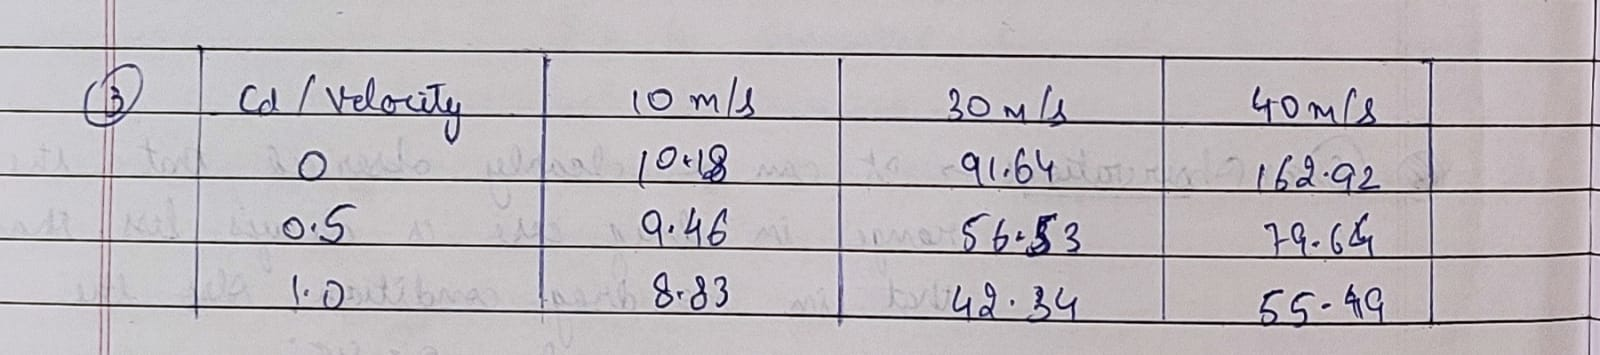 3 Cd / Velocity 10 m/s 30 m/s 40 m/s
0 10.18 91.64 162.92
0.5 9.46 56.53 79.64
1.0 8.83 42.34 55.49